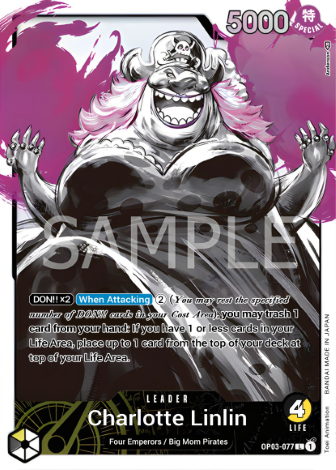 5000
特
SPECIAL
SAMPLE
DON!! ×2 When Attacking ② (You may rest the specified
number of DON!! cards in your Cost Area), you may trash 1
card from your hand: If you have 1 or less cards in your
Life Area, place up to 1 card from the top of your deck at
top of your Life Area.
LEADER
Charlotte Linlin
Four Emperors / Big Mom Pirates
4
LIFE
OP03-077 L 1
BANDAI MADE IN JAPAN